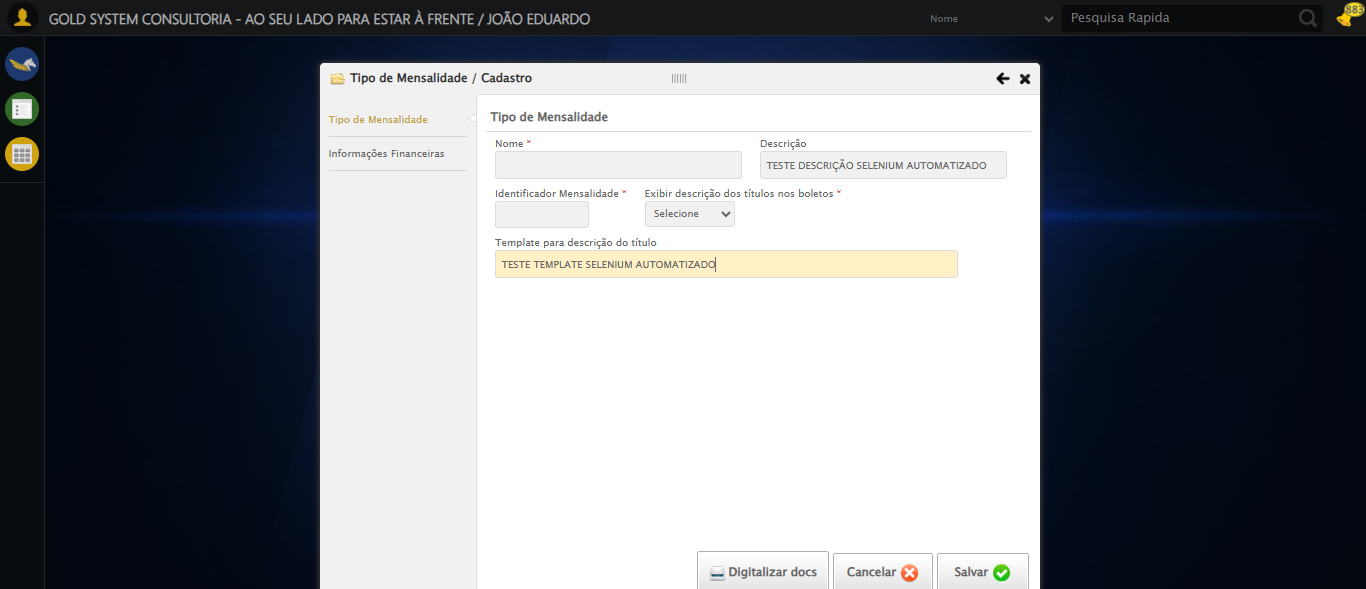 GOLD SYSTEM CONSULTORIA - AO SEU LADO PARA ESTAR À FRENTE / JOÃO EDUARDO
Nome
Pesquisa Rapida
883
Tipo de Mensalidade / Cadastro
Tipo de Mensalidade
Informações Financeiras
Tipo de Mensalidade
Nome *
Descrição
TESTE DESCRIÇÃO SELENIUM AUTOMATIZADO
Identificador Mensalidade *
Exibir descrição dos títulos nos boletos *
Selecione
Template para descrição do título
TESTE TEMPLATE SELENIUM AUTOMATIZADO
Digitalizar docs
Cancelar
Salvar